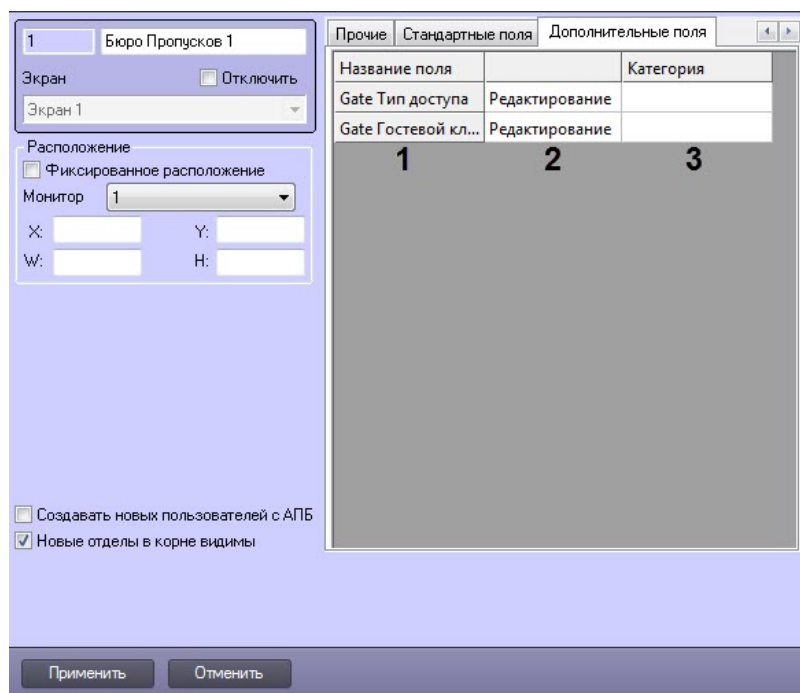 1
Бюро Пропусков 1
Экран
Отключить
Экран 1
Расположение
Фиксированное расположение
Монитор
1
X:
Y:
W:
H:
Создавать новых пользователей с АПБ
Новые отделы в корне видимы
Прочие
Стандартные поля
Дополнительные поля
Название поля
Категория
Gate Тип доступа
Редактирование
Gate Гостевой кл...
Редактирование
1
2
3
Применить
Отменить